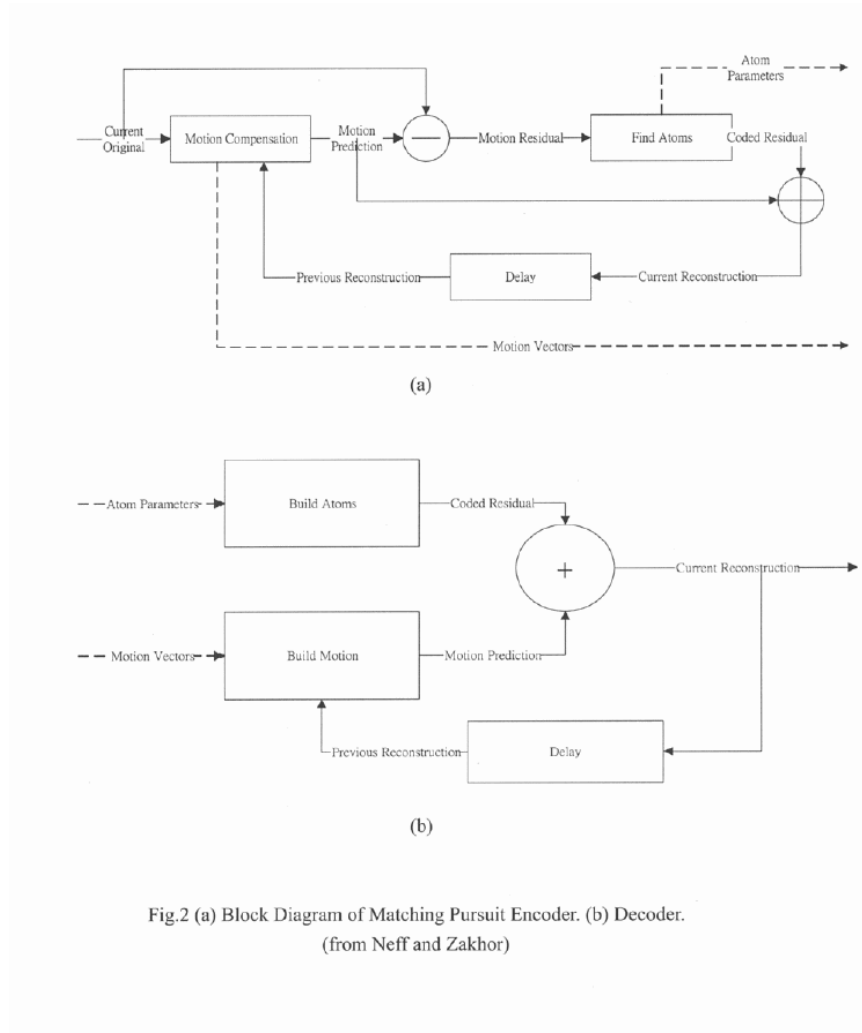 Atom
Parameters
Current
Original
Motion Compensation
Motion
Prediction
Motion Residual
Find Atoms
Coded Residual
Previous Reconstruction
Delay
Current Reconstruction
Motion Vectors
(a)
Atom Parameters
Build Atoms
Coded Residual
+
Current Reconstruction
Motion Vectors
Build Motion
Motion Prediction
Previous Reconstruction
Delay
(b)
Fig.2 (a) Block Diagram of Matching Pursuit Encoder. (b) Decoder.
(from Neff and Zakhor)